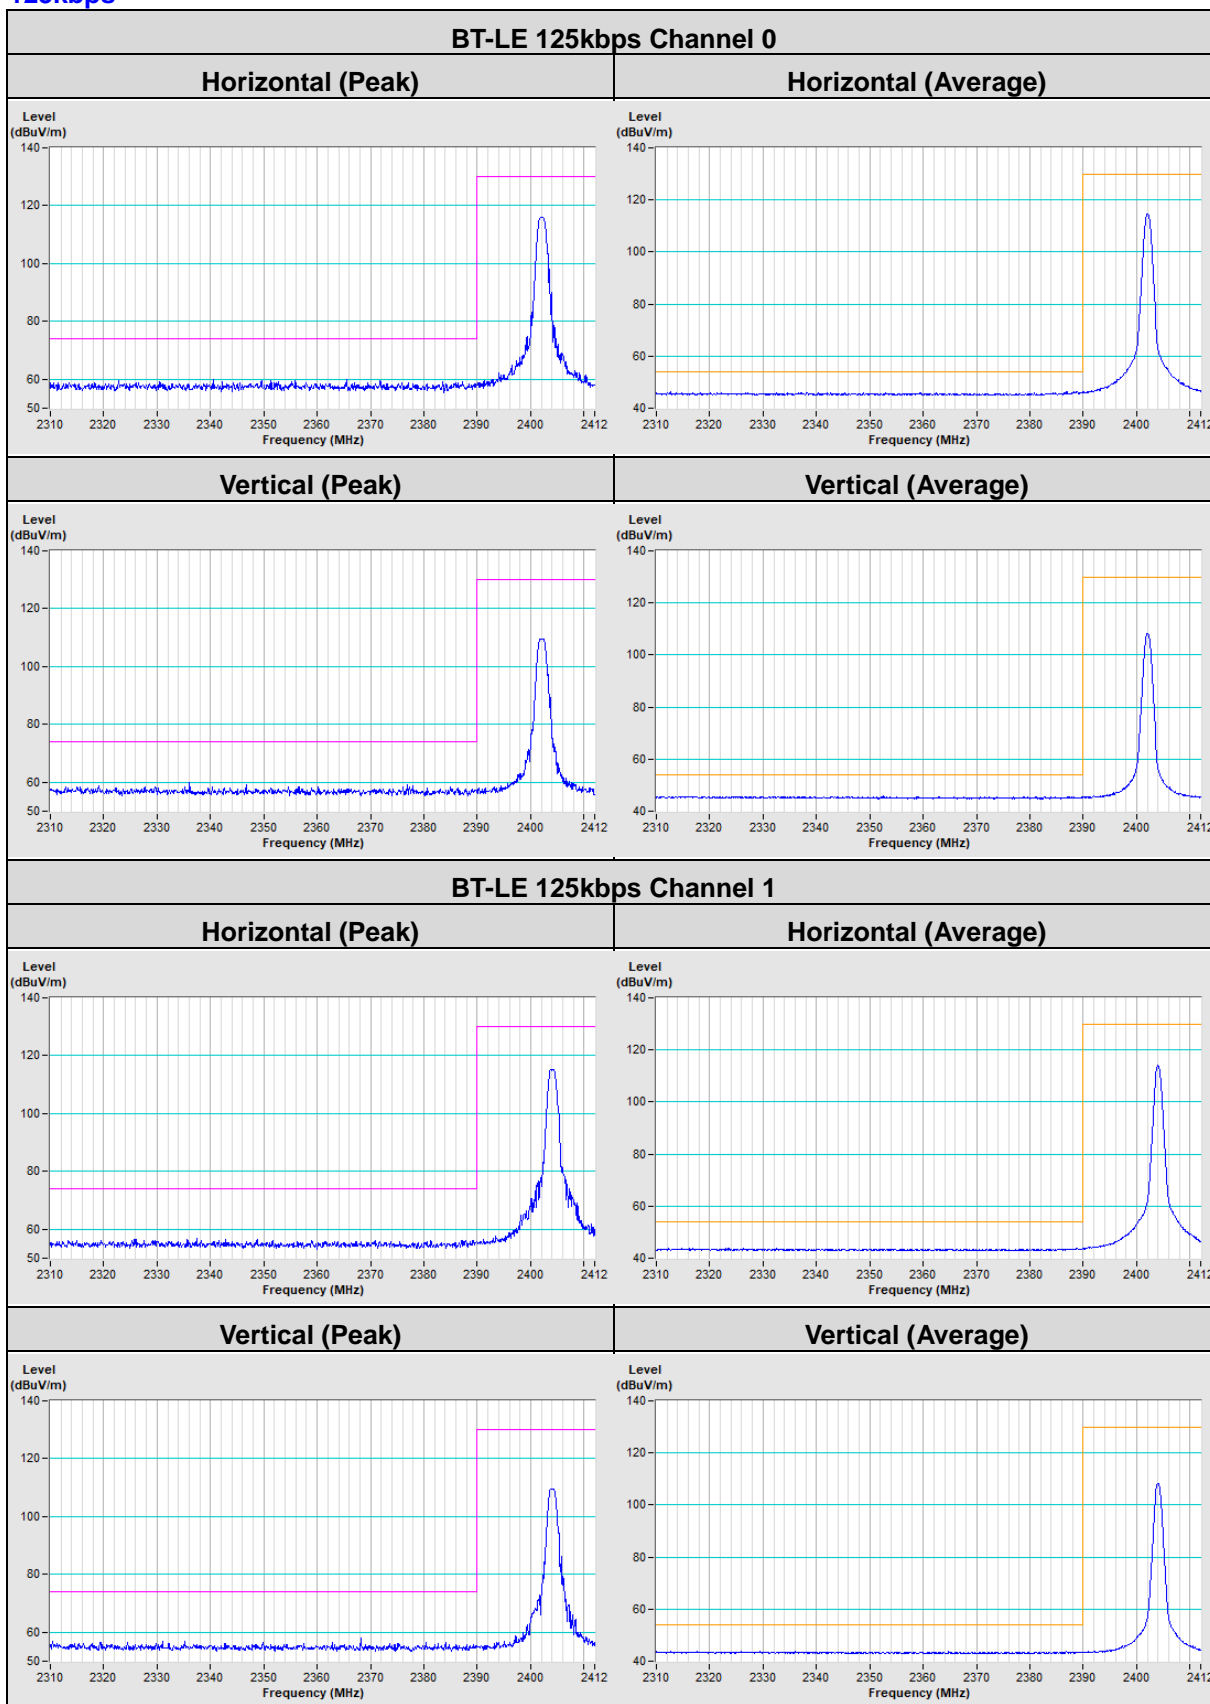 125kbps
BT-LE 125kbps Channel 0
Horizontal (Peak)
Horizontal (Average)
Level
(dBuV/m)
140
120
100
80
60
50
2310 2320 2330 2340 2350 2360 2370 2380 2390 2400 2412
Frequency (MHz)
Level
(dBuV/m)
140
120
100
80
60
40
2310 2320 2330 2340 2350 2360 2370 2380 2390 2400 2412
Frequency (MHz)
Vertical (Peak)
Vertical (Average)
Level
(dBuV/m)
140
120
100
80
60
50
2310 2320 2330 2340 2350 2360 2370 2380 2390 2400 2412
Frequency (MHz)
Level
(dBuV/m)
140
120
100
80
60
40
2310 2320 2330 2340 2350 2360 2370 2380 2390 2400 2412
Frequency (MHz)
BT-LE 125kbps Channel 1
Horizontal (Peak)
Horizontal (Average)
Level
(dBuV/m)
140
120
100
80
60
50
2310 2320 2330 2340 2350 2360 2370 2380 2390 2400 2412
Frequency (MHz)
Level
(dBuV/m)
140
120
100
80
60
40
2310 2320 2330 2340 2350 2360 2370 2380 2390 2400 2412
Frequency (MHz)
Vertical (Peak)
Vertical (Average)
Level
(dBuV/m)
140
120
100
80
60
50
2310 2320 2330 2340 2350 2360 2370 2380 2390 2400 2412
Frequency (MHz)
Level
(dBuV/m)
140
120
100
80
60
40
2310 2320 2330 2340 2350 2360 2370 2380 2390 2400 2412
Frequency (MHz)